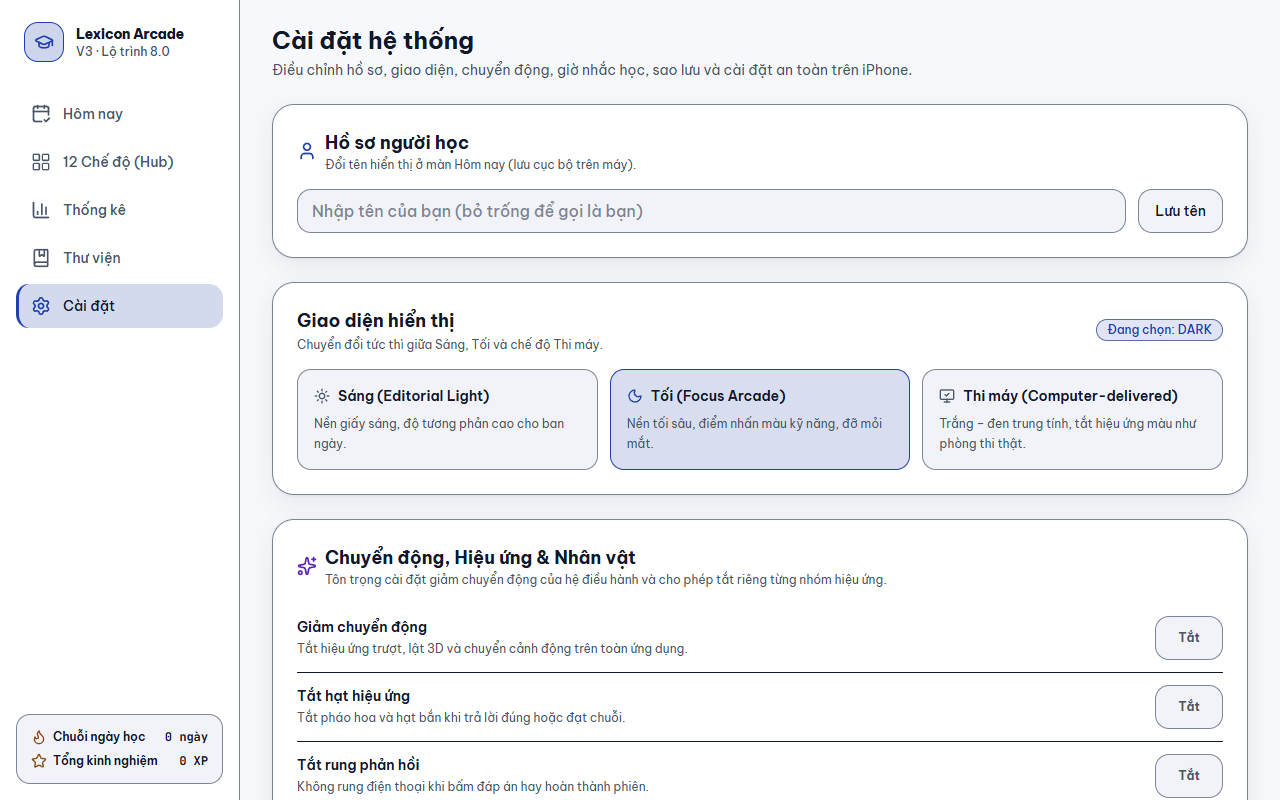 Lexicon Arcade
V3 · Lộ trình 8.0
Hôm nay
12 Chế độ (Hub)
Thống kê
Thư viện
Cài đặt
Chuỗi ngày học 0 ngày
Tổng kinh nghiệm 0 XP
Cài đặt hệ thống
Điều chỉnh hồ sơ, giao diện, chuyển động, giờ nhắc học, sao lưu và cài đặt an toàn trên iPhone.
Hồ sơ người học
Đổi tên hiển thị ở màn Hôm nay (lưu cục bộ trên máy).
Nhập tên của bạn (bỏ trống để gọi là bạn)
Lưu tên
Giao diện hiển thị
Chuyển đổi tức thì giữa Sáng, Tối và chế độ Thi máy.
Đang chọn: DARK
Sáng (Editorial Light)
Nền giấy sáng, độ tương phản cao cho ban
ngày.
Tối (Focus Arcade)
Nền tối sâu, điểm nhấn màu kỹ năng, đỡ mỏi
mắt.
Thi máy (Computer-delivered)
Trắng – đen trung tính, tắt hiệu ứng màu như
phòng thi thật.
Chuyển động, Hiệu ứng & Nhân vật
Tôn trọng cài đặt giảm chuyển động của hệ điều hành và cho phép tắt riêng từng nhóm hiệu ứng.
Giảm chuyển động
Tắt hiệu ứng trượt, lật 3D và chuyển cảnh động trên toàn ứng dụng.
Tắt
Tắt hạt hiệu ứng
Tắt pháo hoa và hạt bắn khi trả lời đúng hoặc đạt chuỗi.
Tắt
Tắt rung phản hồi
Không rung điện thoại khi bấm đáp án hay hoàn thành phiên.
Tắt